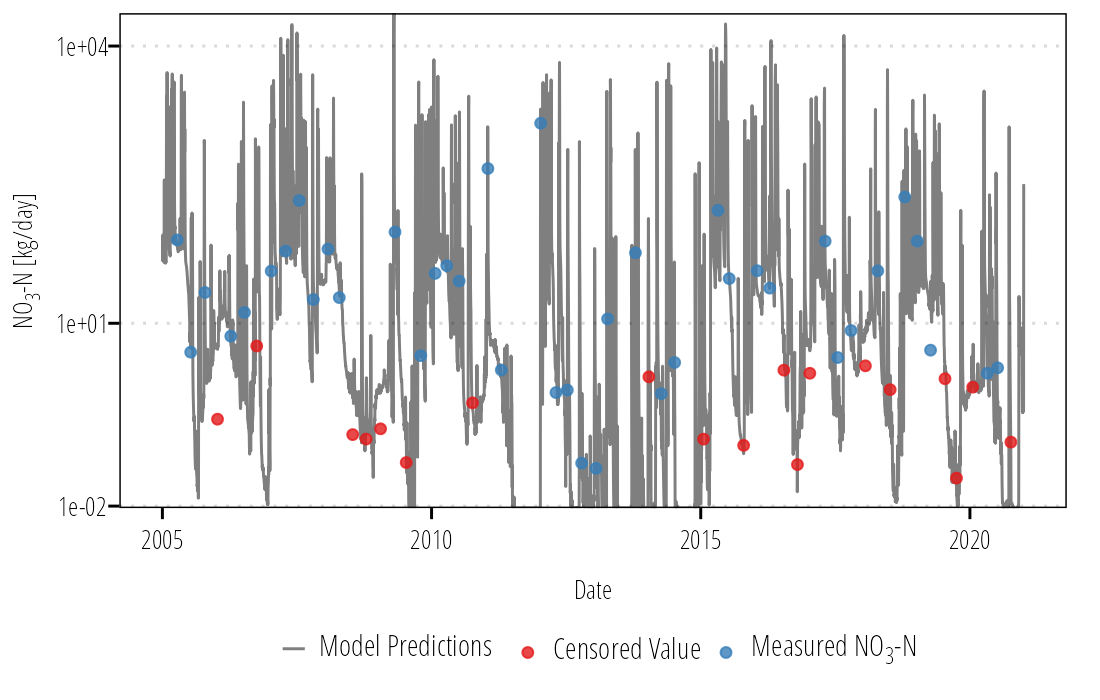 1e+04
1e+01
1e-02
NO3-N [kg/day]
2005 2010 2015 2020
Date
Model Predictions Censored Value Measured NO3-N